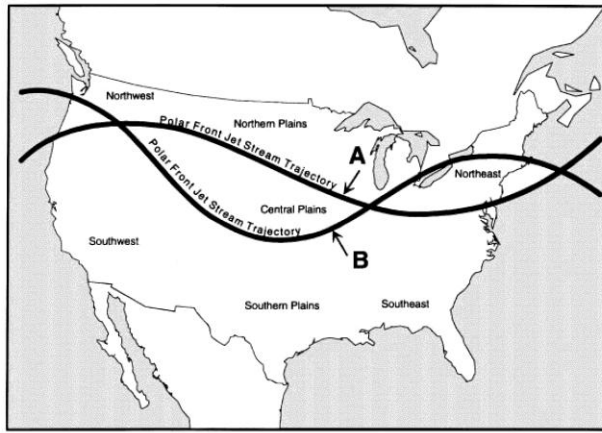 Northwest
Northern Plains
Polar Front Jet Stream Trajectory
A
Polar Front Jet Stream Trajectory
Northeast
Central Plains
Southwest
B
Southern Plains
Southeast